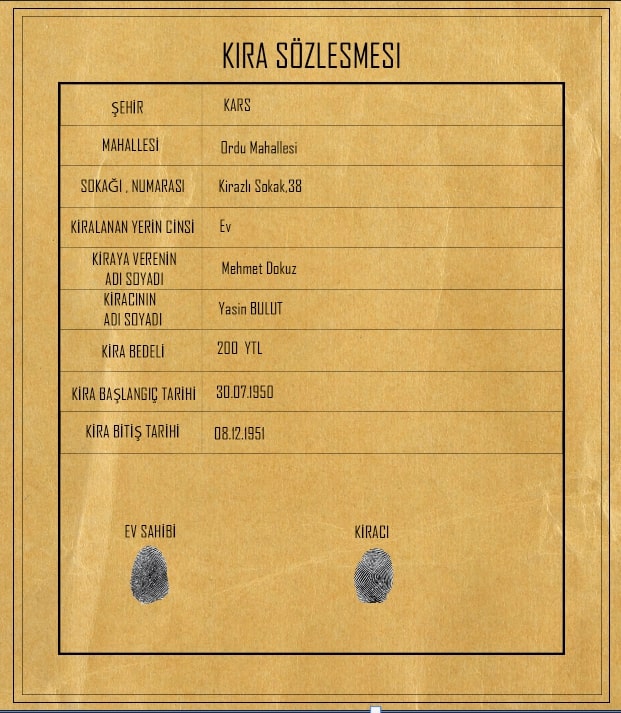 KIRA SÖZLESMESI
ŞEHİR KARS
MAHALLESİ Ordu Mahallesi
SOKAĞI , NUMARASI Kirazlı Sokak,38
KİRALANAN YERİN CİNSİ Ev
KİRAYA VERENİN
ADI SOYADI Mehmet Dokuz
KİRACININ
ADI SOYADI Yasin BULUT
KİRA BEDELİ 200 YTL
KİRA BAŞLANGIÇ TARİHİ 30.07.1950
KİRA BİTİŞ TARİHİ 08.12.1951
EV SAHİBİ KİRACI